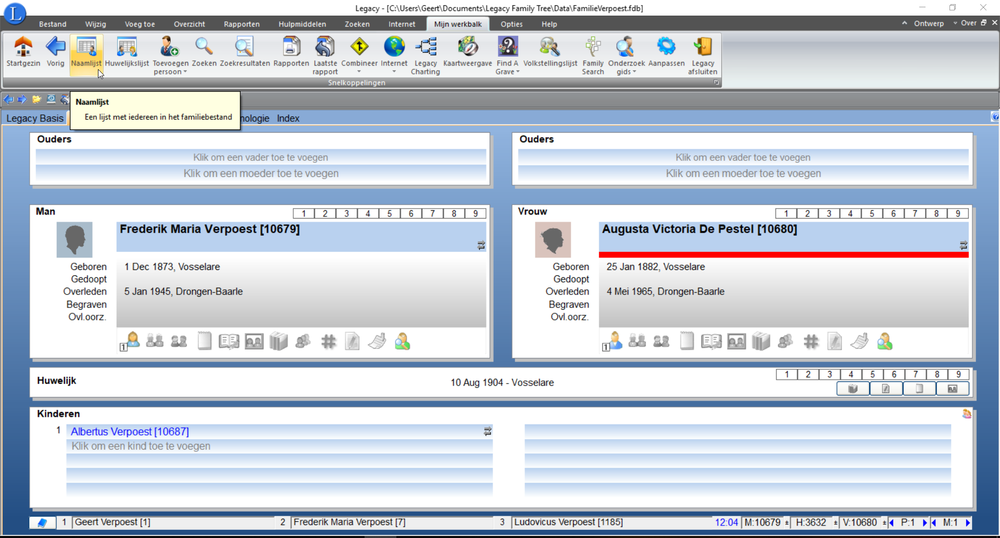 Legacy - [C:\Users\Geert\Documents\Legacy Family Tree\Data\FamilieVerpoest.fdb]
L
Bestand Wijzig Voeg toe Overzicht Rapporten Hulpmiddelen Zoeken Internet Mijn werkbalk Opties Help Ontwerp Over
Startgezin Vorig Naamlijst Huwelijkslijst Toevoegen persoon Zoeken Zoekresultaten Rapporten Laatste rapport Combineer Internet Legacy Charting Kaartweergave Find A Grave Volkstellingslijst Family Search Onderzoek gids Aanpassen Legacy afsluiten
Snelkoppelingen
Naamlijst
Een lijst met iedereen in het familiebestand
Legacy Basis nologie Index
Ouders
Klik om een vader toe te voegen
Klik om een moeder toe te voegen
Ouders
Klik om een vader toe te voegen
Klik om een moeder toe te voegen
Man 1 2 3 4 5 6 7 8 9
Frederik Maria Verpoest [10679]
Geboren 1 Dec 1873, Vosselare
Gedoopt
Overleden 5 Jan 1945, Drongen-Baarle
Begraven
Ovl.oorz.
1
Vrouw 1 2 3 4 5 6 7 8 9
Augusta Victoria De Pestel [10680]
Geboren 25 Jan 1882, Vosselare
Gedoopt
Overleden 4 Mei 1965, Drongen-Baarle
Begraven
Ovl.oorz.
1
Huwelijk 10 Aug 1904 - Vosselare 1 2 3 4 5 6 7 8 9
Kinderen
1 Albertus Verpoest [10687]
Klik om een kind toe te voegen
1 Geert Verpoest [1] 2 Frederik Maria Verpoest [7] 3 Ludovicus Verpoest [1185] 12:04 M:10679 ± H:3632 ± V:10680 ± P:1 M:1